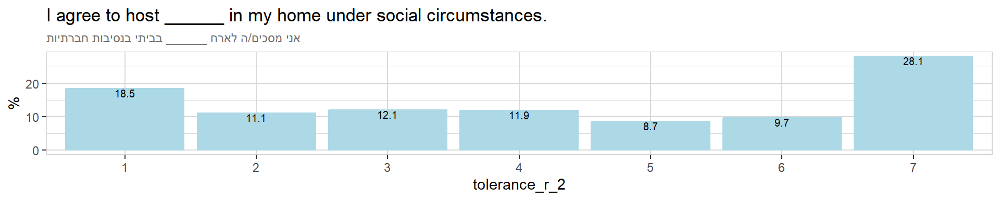 I agree to host ______ in my home under social circumstances.
אני מסכים/ה לארח ______ בביתי בנסיבות חברתיות
28.1
18.5
11.1
12.1
11.9
8.7
9.7
20
10
0
%
1 2 3 4 5 6 7
tolerance_r_2